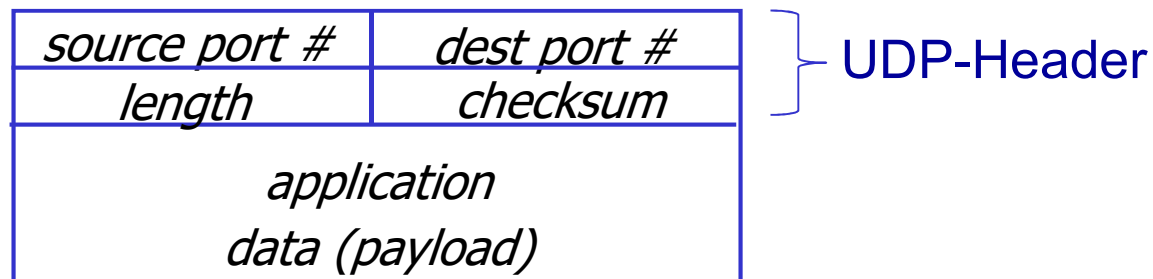 source port # dest port #
UDP-Header
length checksum
application
data (payload)